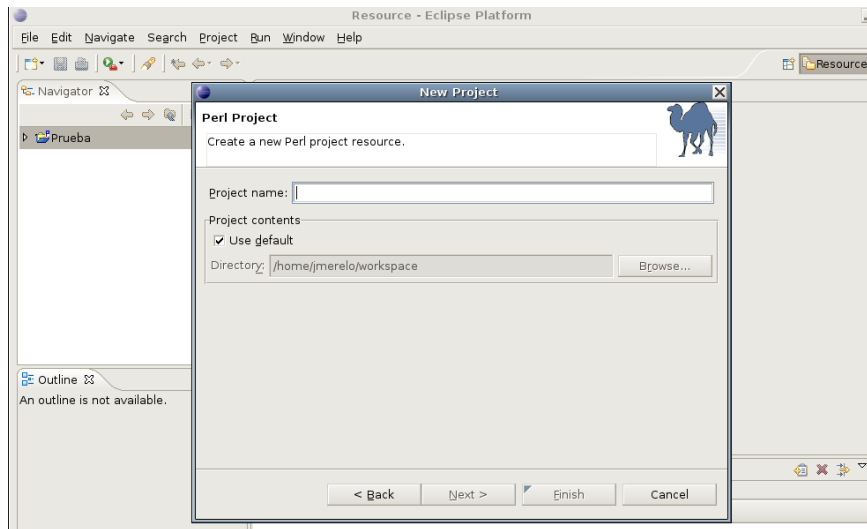 Resource - Eclipse Platform
File Edit Navigate Search Project Run Window Help
Resource
Navigator
New Project
Prueba
Perl Project
Create a new Perl project resource.
Project name:
Project contents
Use default
Directory: /home/jmerelo/workspace Browse...
Outline
An outline is not available.
< Back Next > Finish Cancel